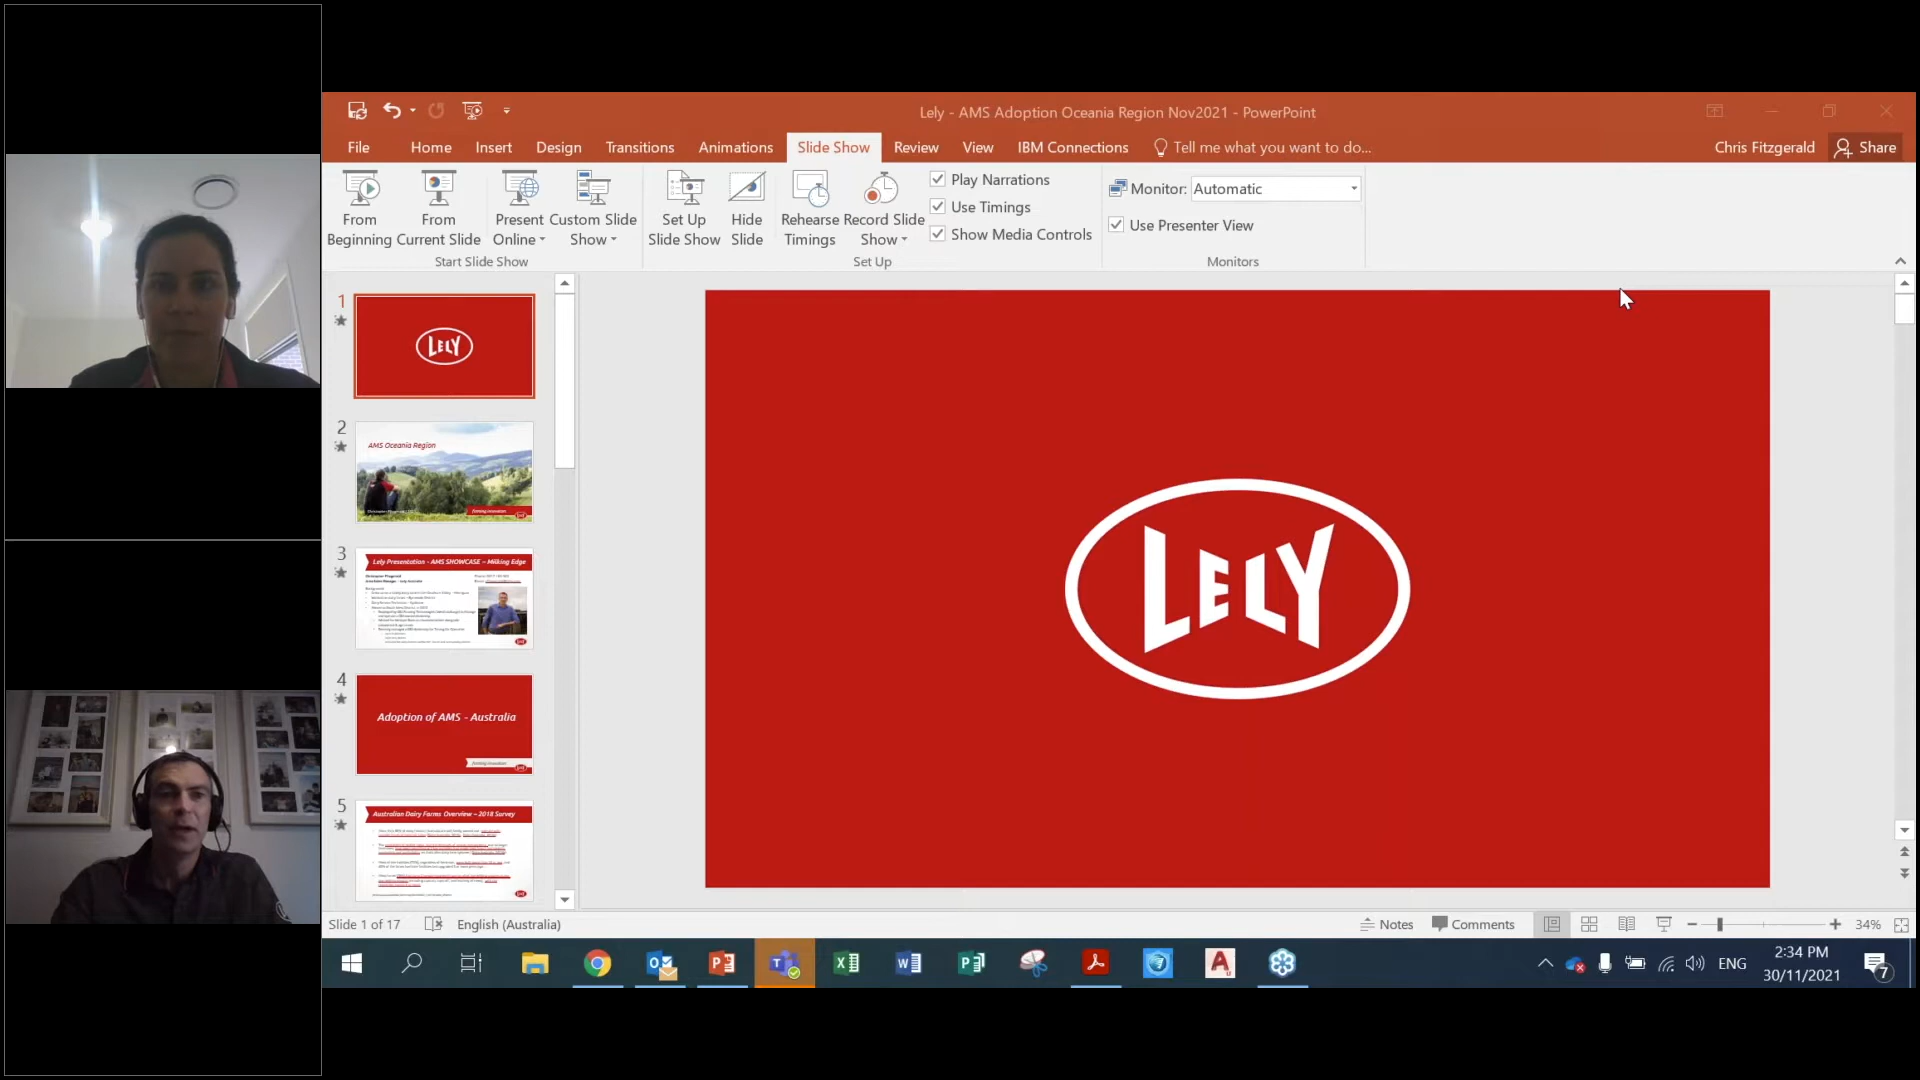 Lely - AMS Adoption Oceania Region Nov2021 - PowerPoint
File Home Insert Design Transitions Animations Slide Show Review View IBM Connections Tell me what you want to do... Chris Fitzgerald Share
From Beginning
From Current Slide
Present Online
Custom Slide Show
Set Up Slide Show
Hide Slide
Rehearse Timings
Record Slide Show
Play Narrations
Use Timings
Show Media Controls
Monitor: Automatic
Use Presenter View
Start Slide Show
Set Up
Monitors
1
LELY
2
AMS Oceania Region
3
Lely Presentation - AMS SHOWCASE – Milking Edge
4
Adoption of AMS - Australia
5
Australian Dairy Farms Overview – 2018 Survey
LELY
Slide 1 of 17 English (Australia) Notes Comments 34%
ENG
2:34 PM
30/11/2021
7